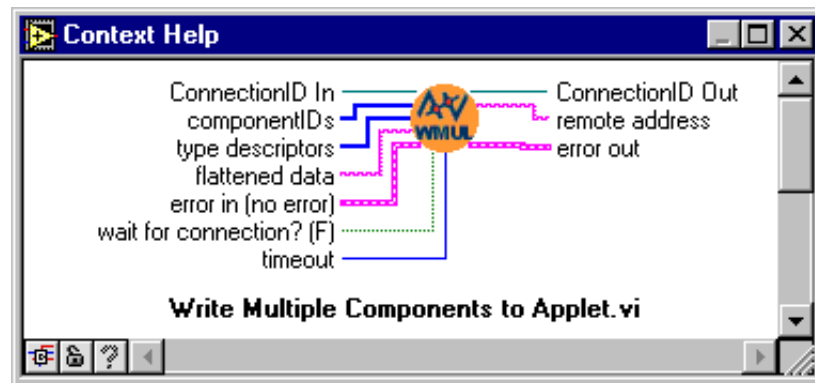 Context Help
ConnectionID In
componentIDs
type descriptors
flattened data
error in (no error)
wait for connection? (F)
timeout
WMUL
ConnectionID Out
remote address
error out
Write Multiple Components to Applet.vi
?